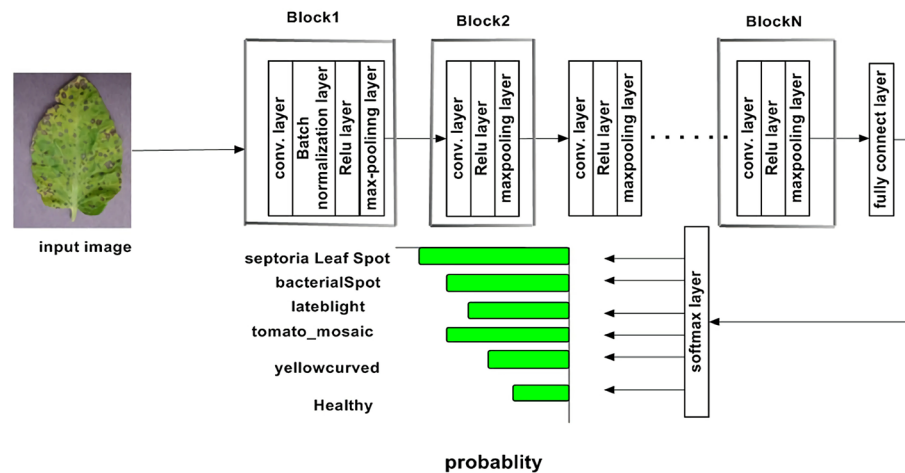 Block1
Block2
BlockN
conv. layer
Batch
normalization layer
Relu layer
max-poolinng layer
conv. layer
Relu layer
maxpooling layer
conv. layer
Relu layer
maxpooling layer
conv. layer
Relu layer
maxpooling layer
fully connect layer
input image
septoria Leaf Spot
bacterialSpot
lateblight
tomato_mosaic
yellowcurved
Healthy
softmax layer
probablity